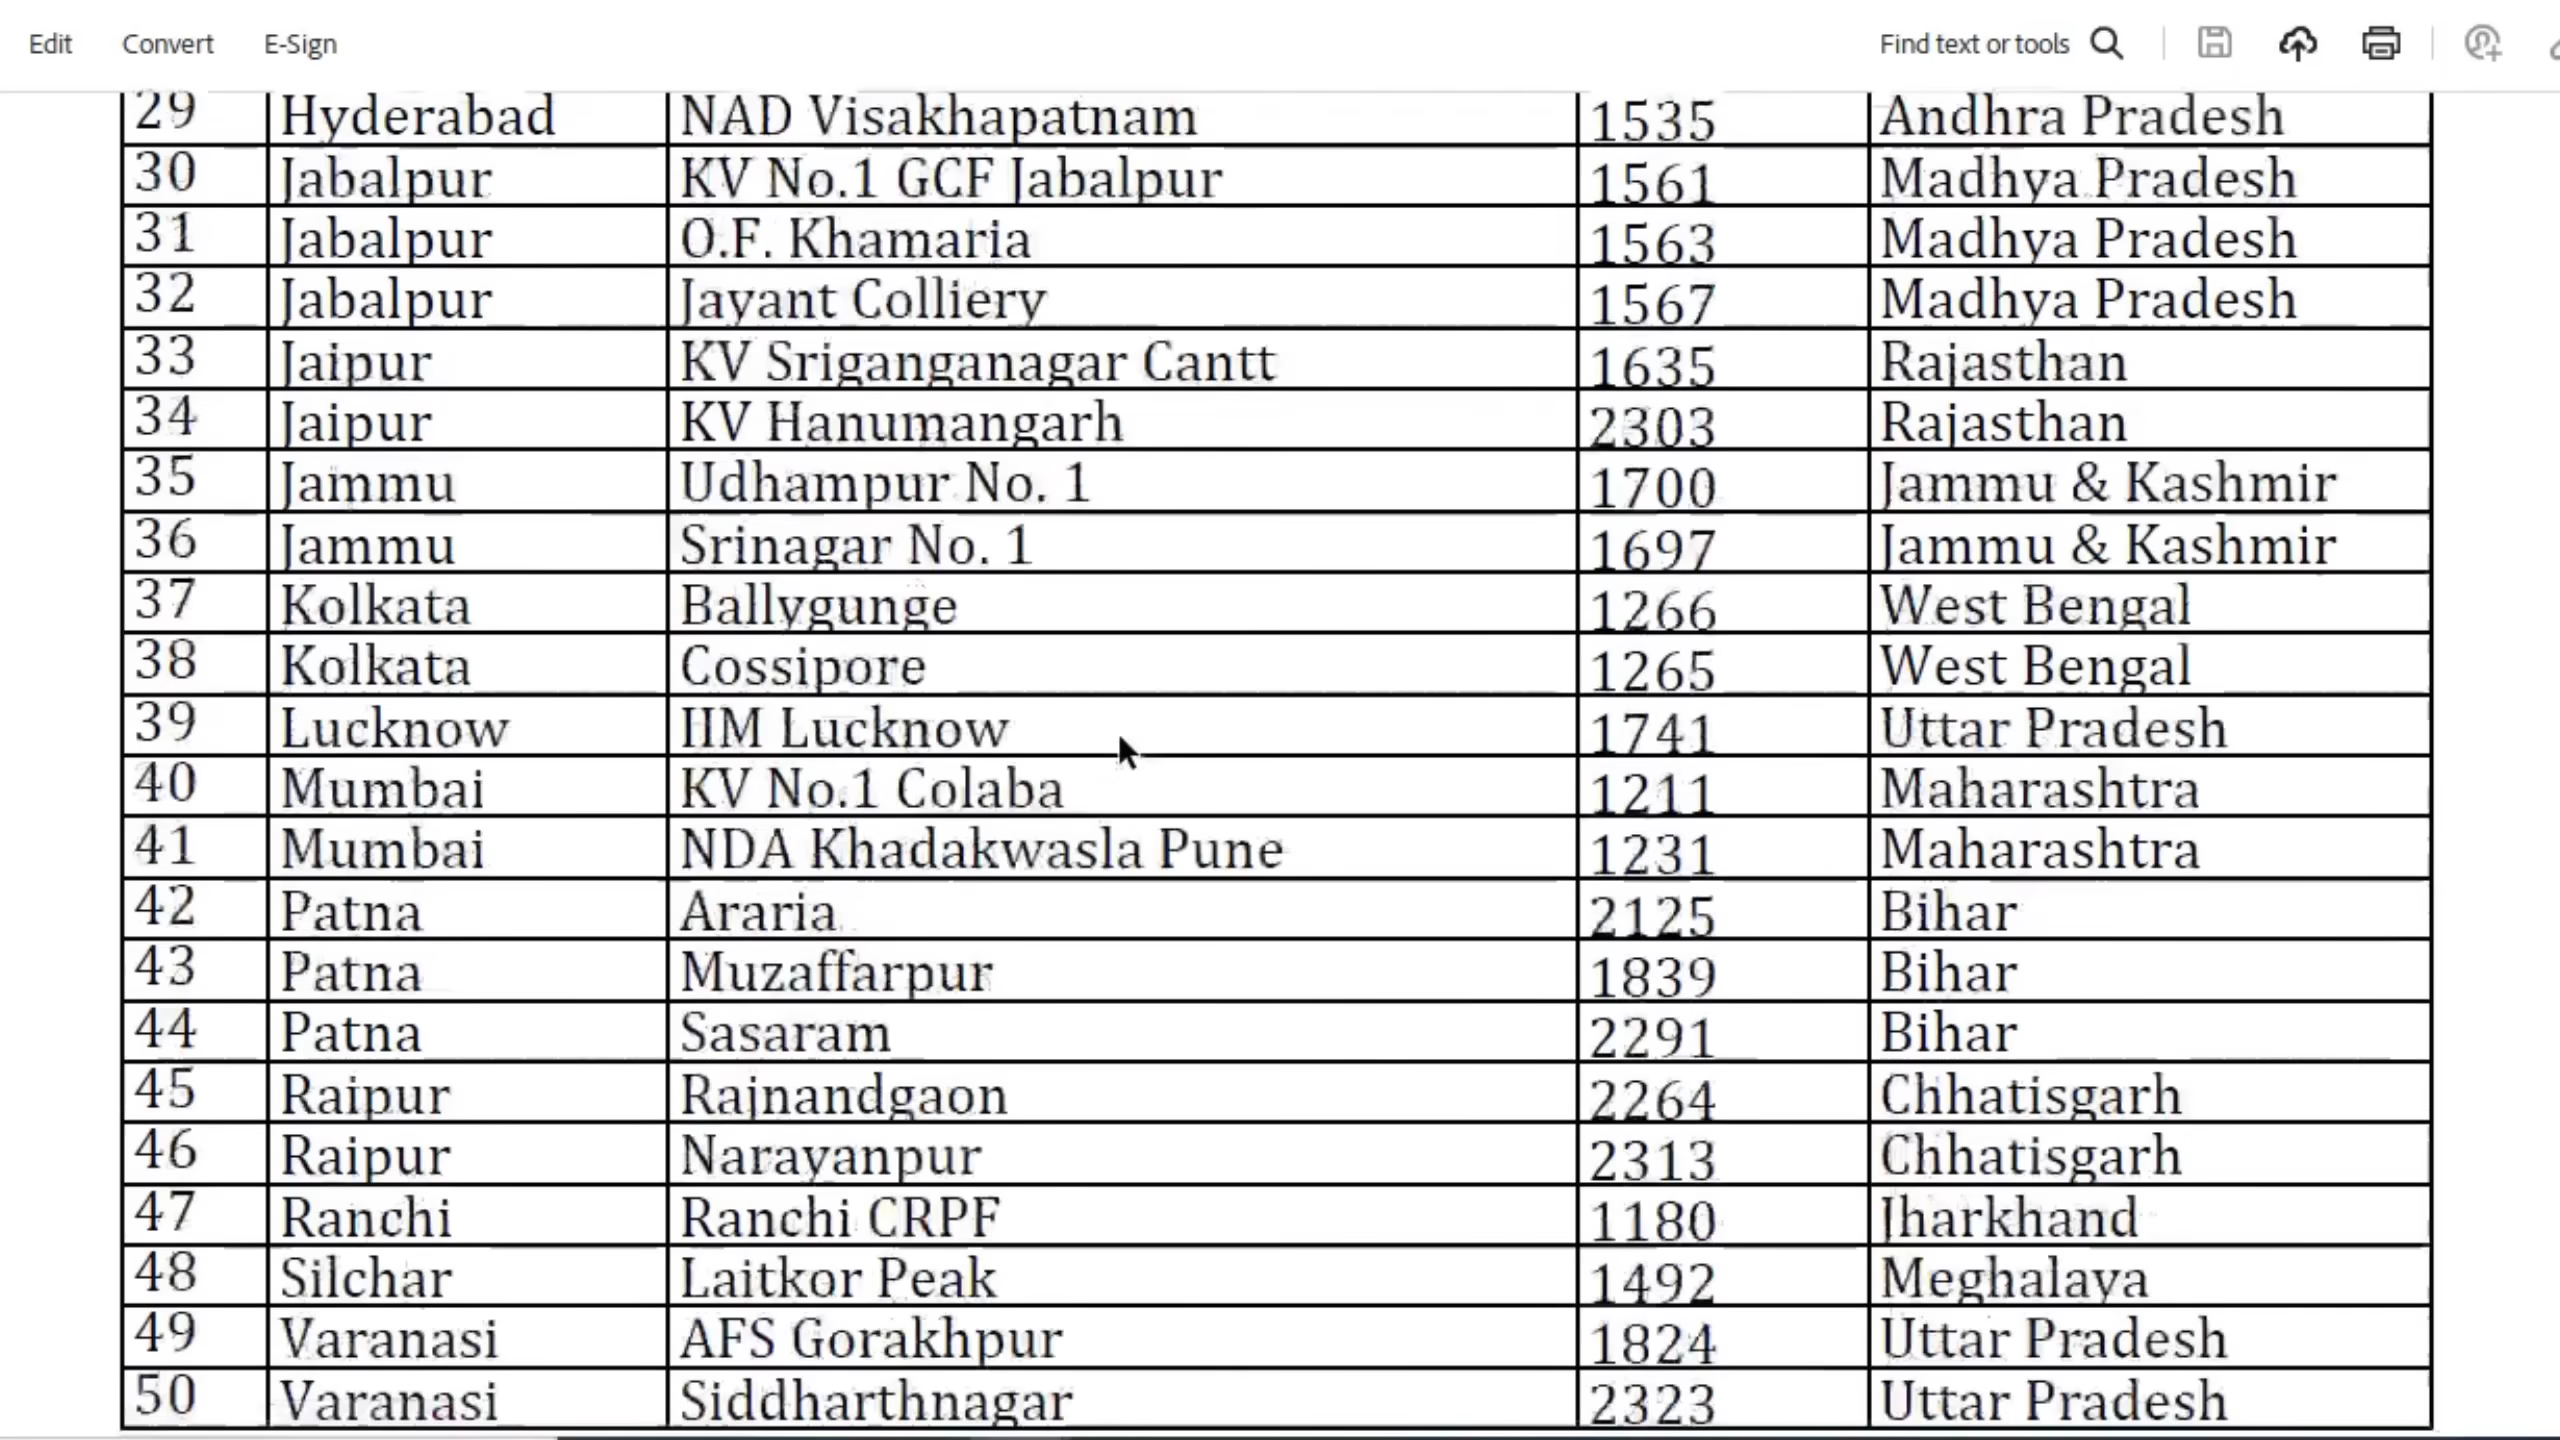 Edit Convert E-Sign Find text or tools
29 Hyderabad NAD Visakhapatnam 1535 Andhra Pradesh
30 Jabalpur KV No.1 GCF Jabalpur 1561 Madhya Pradesh
31 Jabalpur O.F. Khamaria 1563 Madhya Pradesh
32 Jabalpur Jayant Colliery 1567 Madhya Pradesh
33 Jaipur KV Sriganganagar Cantt 1635 Rajasthan
34 Jaipur KV Hanumangarh 2303 Rajasthan
35 Jammu Udhampur No. 1 1700 Jammu & Kashmir
36 Jammu Srinagar No. 1 1697 Jammu & Kashmir
37 Kolkata Ballygunge 1266 West Bengal
38 Kolkata Cossipore 1265 West Bengal
39 Lucknow IIM Lucknow 1741 Uttar Pradesh
40 Mumbai KV No.1 Colaba 1211 Maharashtra
41 Mumbai NDA Khadakwasla Pune 1231 Maharashtra
42 Patna Araria 2125 Bihar
43 Patna Muzaffarpur 1839 Bihar
44 Patna Sasaram 2291 Bihar
45 Raipur Rajnandgaon 2264 Chhatisgarh
46 Raipur Narayanpur 2313 Chhatisgarh
47 Ranchi Ranchi CRPF 1180 Jharkhand
48 Silchar Laitkor Peak 1492 Meghalaya
49 Varanasi AFS Gorakhpur 1824 Uttar Pradesh
50 Varanasi Siddharthnagar 2323 Uttar Pradesh